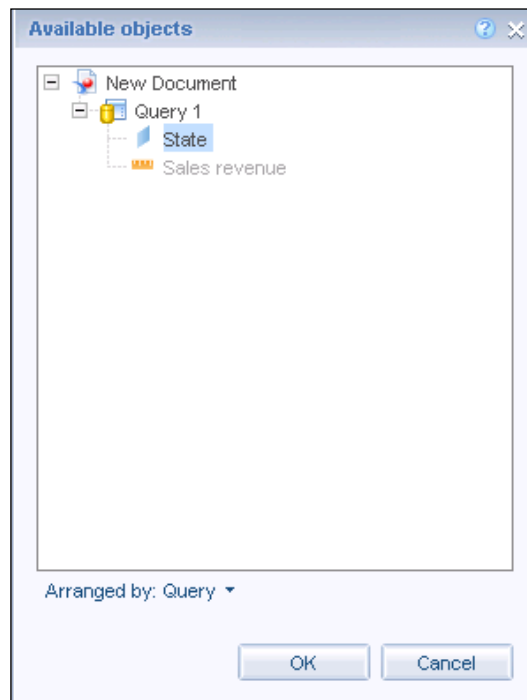 Available objects
New Document
Query 1
State
Sales revenue
Arranged by: Query
OK Cancel